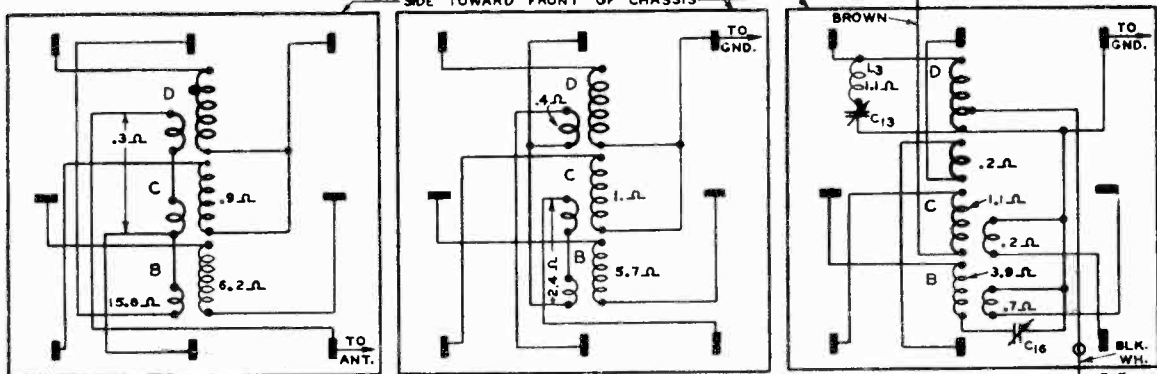 SIDE TOWARD FRONT OF CHASSIS
D
.3Ω
C
.9Ω
B
15.0Ω
6.2Ω
TO
ANT.
TO
GND.
D
.4Ω
C
1.Ω
B
2.4Ω
5.7Ω
BROWN
TO
GND.
L3
1.1Ω
D
C13
.2Ω
C
1.1Ω
.2Ω
B
3.9Ω
.7Ω
C16
BLK.
WH.